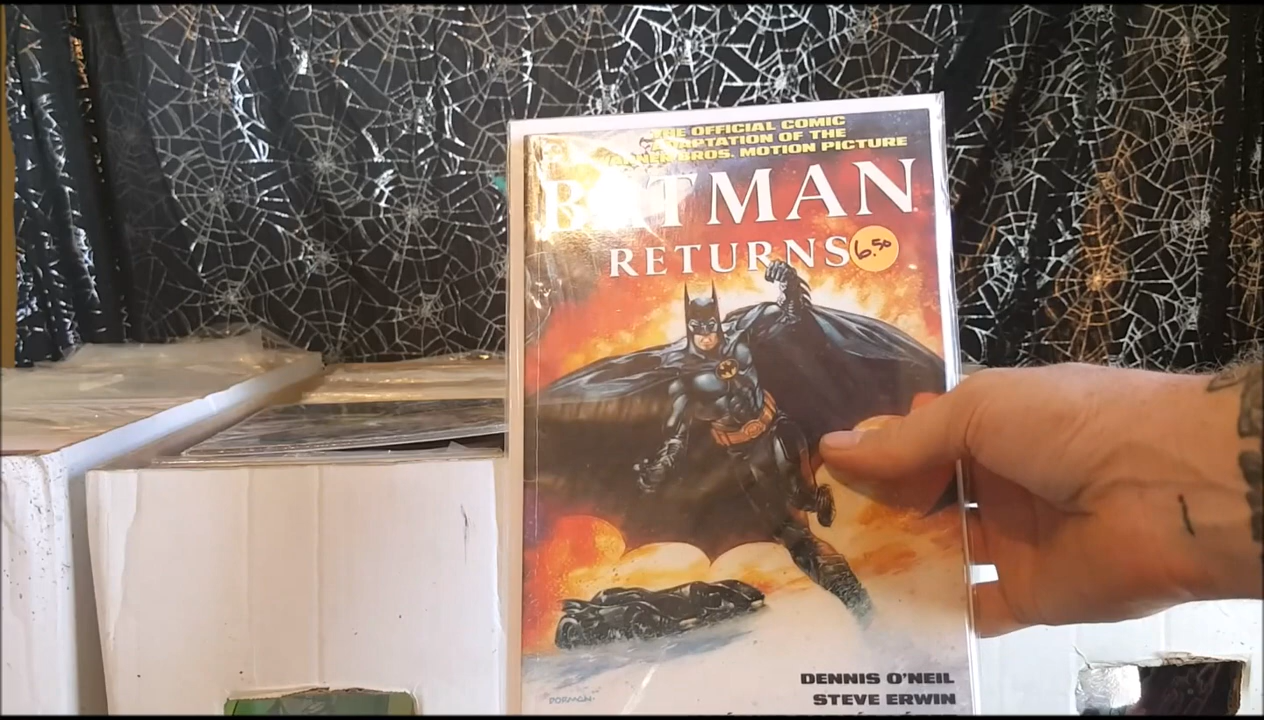 THE OFFICIAL COMIC
ADAPTATION OF THE
WARNER BROS. MOTION PICTURE
BATMAN
RETURNS
6.50
DORMAN
DENNIS O'NEIL
STEVE ERWIN